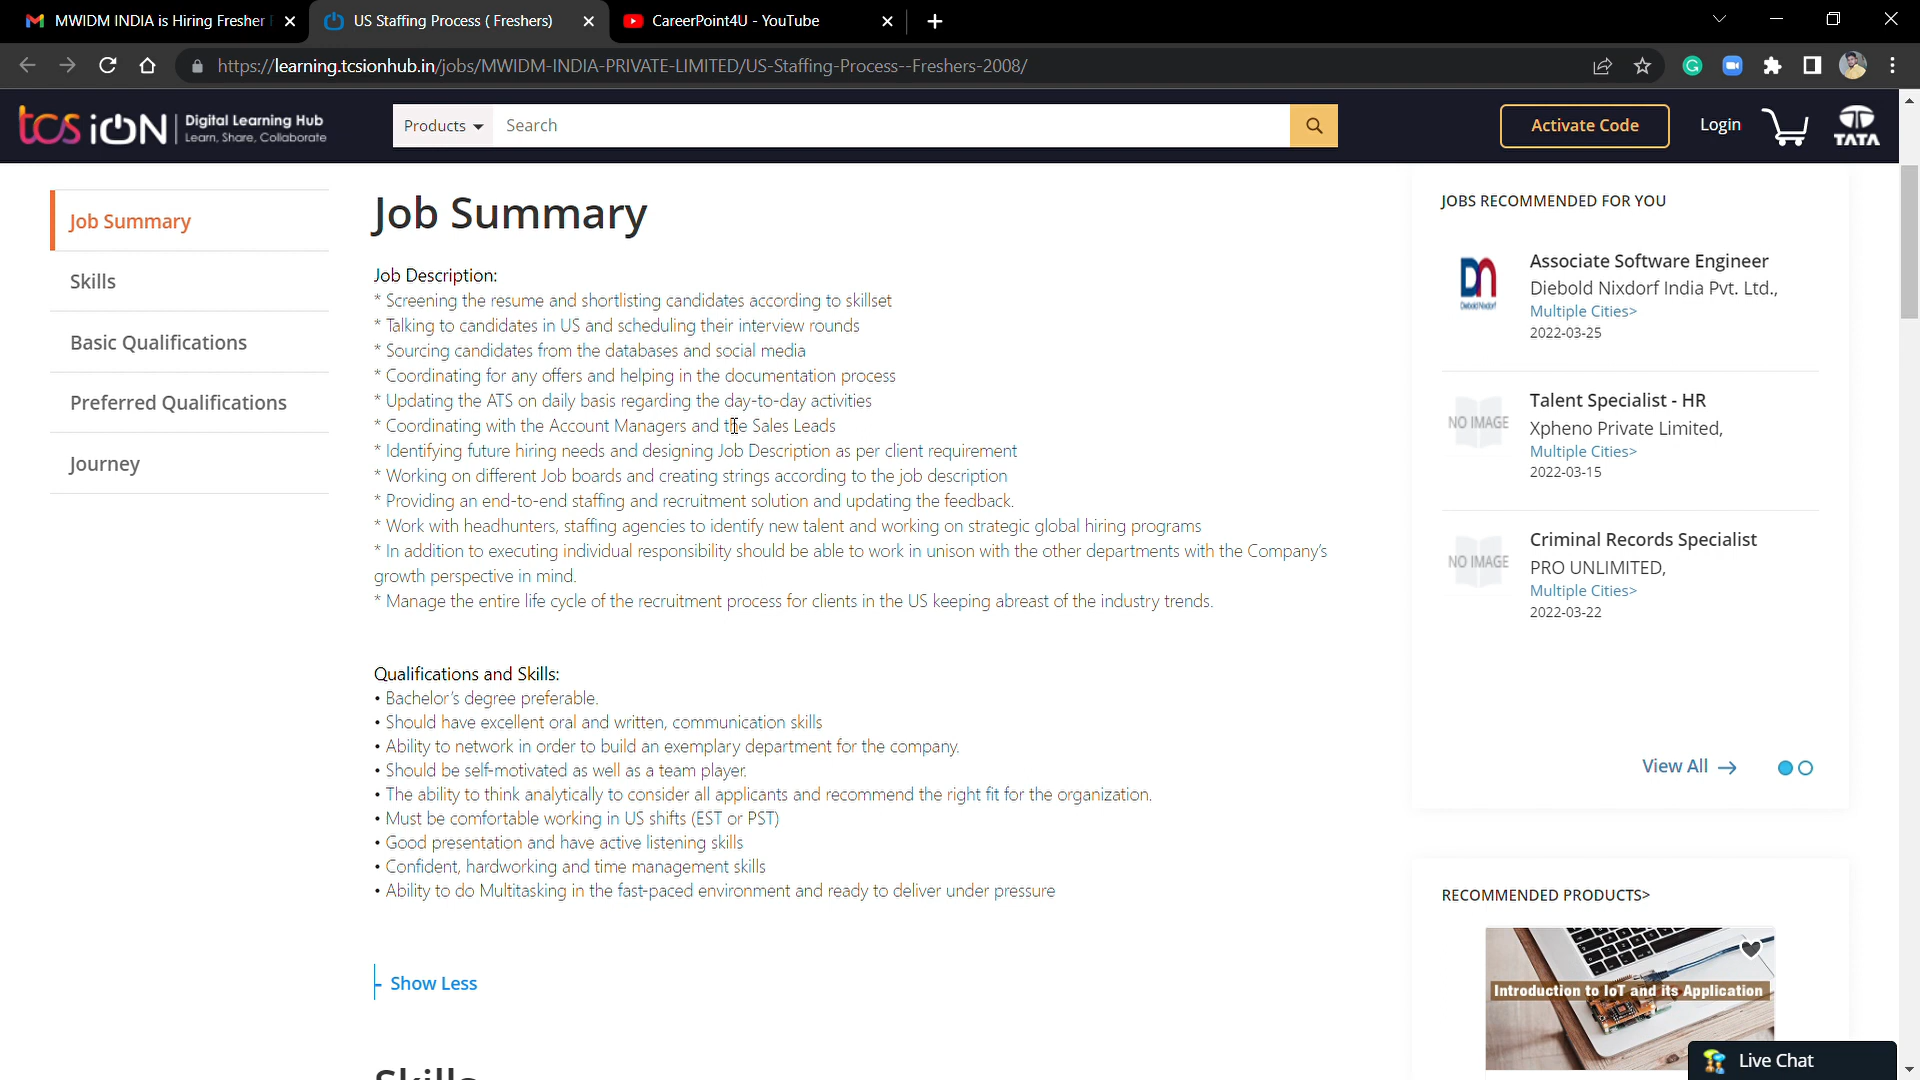 MWIDM INDIA is Hiring Fresher
US Staffing Process ( Freshers)
CareerPoint4U - YouTube
https://learning.tcsionhub.in/jobs/MWIDM-INDIA-PRIVATE-LIMITED/US-Staffing-Process--Freshers-2008/
tcs iON
Digital Learning Hub
Learn, Share, Collaborate
Products
Search
Activate Code
Login
TATA
Job Summary
Skills
Basic Qualifications
Preferred Qualifications
Journey
Job Summary
Job Description:
* Screening the resume and shortlisting candidates according to skillset
* Talking to candidates in US and scheduling their interview rounds
* Sourcing candidates from the databases and social media
* Coordinating for any offers and helping in the documentation process
* Updating the ATS on daily basis regarding the day-to-day activities
* Coordinating with the Account Managers and the Sales Leads
* Identifying future hiring needs and designing Job Description as per client requirement
* Working on different Job boards and creating strings according to the job description
* Providing an end-to-end staffing and recruitment solution and updating the feedback.
* Work with headhunters, staffing agencies to identify new talent and working on strategic global hiring programs
* In addition to executing individual responsibility should be able to work in unison with the other departments with the Company's
growth perspective in mind.
* Manage the entire life cycle of the recruitment process for clients in the US keeping abreast of the industry trends.
Qualifications and Skills:
• Bachelor's degree preferable.
• Should have excellent oral and written, communication skills
• Ability to network in order to build an exemplary department for the company.
• Should be self-motivated as well as a team player.
• The ability to think analytically to consider all applicants and recommend the right fit for the organization.
• Must be comfortable working in US shifts (EST or PST)
• Good presentation and have active listening skills
• Confident, hardworking and time management skills
• Ability to do Multitasking in the fast-paced environment and ready to deliver under pressure
- Show Less
Skills
JOBS RECOMMENDED FOR YOU
Diebold Nixdorf
Associate Software Engineer
Diebold Nixdorf India Pvt. Ltd.,
Multiple Cities>
2022-03-25
NO IMAGE
Talent Specialist - HR
Xpheno Private Limited,
Multiple Cities>
2022-03-15
NO IMAGE
Criminal Records Specialist
PRO UNLIMITED,
Multiple Cities>
2022-03-22
View All →
RECOMMENDED PRODUCTS>
Introduction to IoT and its Application
Live Chat